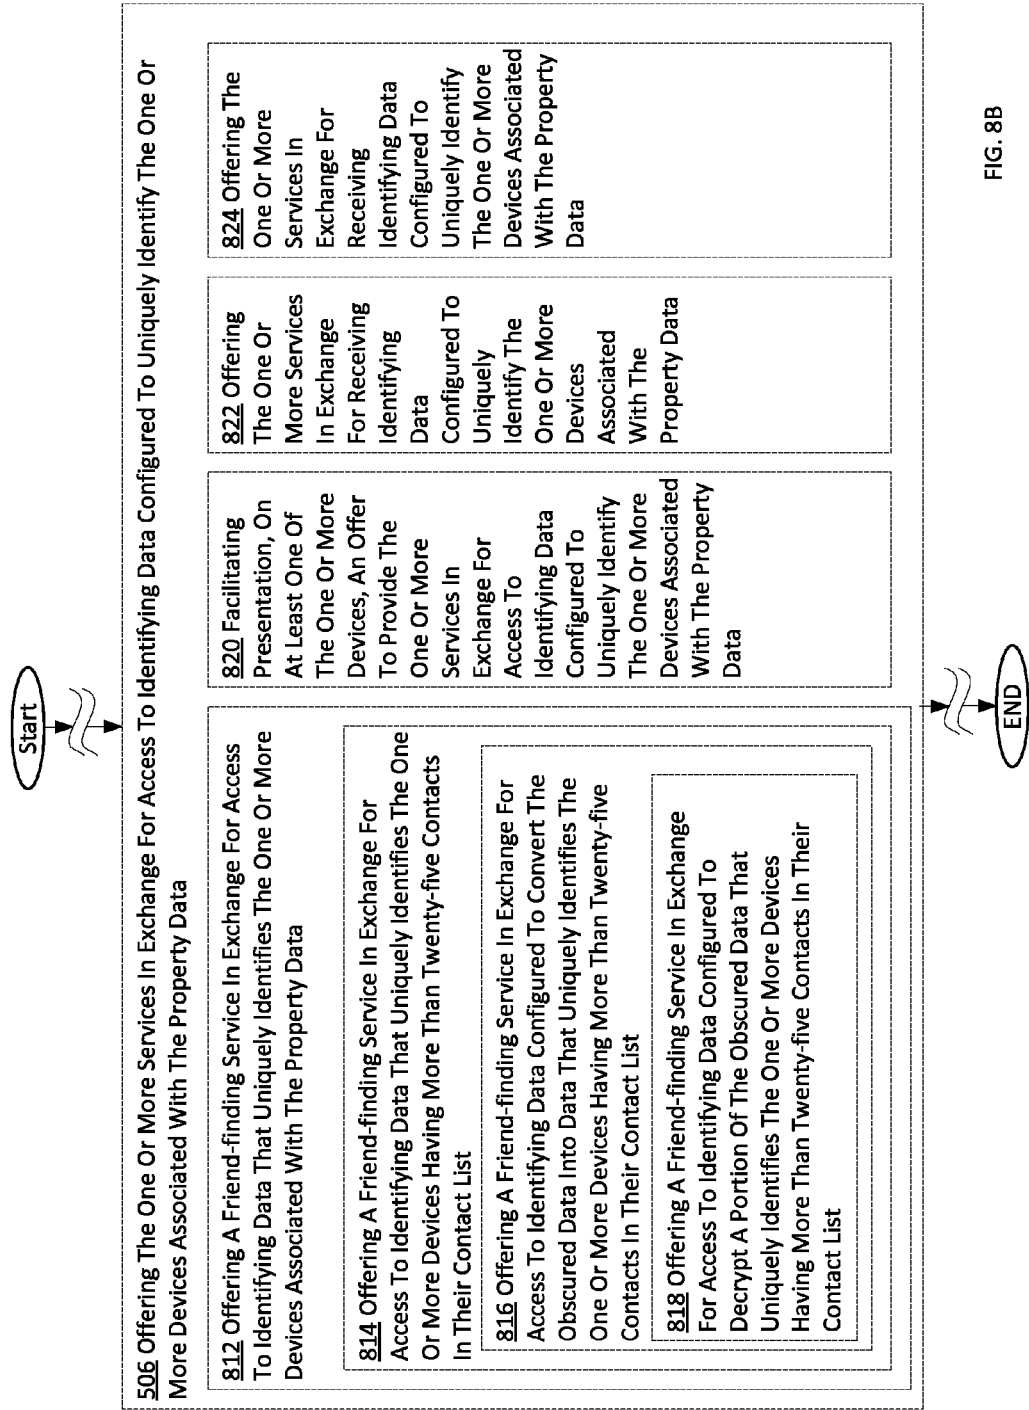 Start
506 Offering The One Or More Services In Exchange For Access To Identifying Data Configured To Uniquely Identify The One Or
More Devices Associated With The Property Data
812 Offering A Friend-finding Service In Exchange For Access
To Identifying Data That Uniquely Identifies The One Or More
Devices Associated With The Property Data
814 Offering A Friend-finding Service In Exchange For
Access To Identifying Data That Uniquely Identifies The One
Or More Devices Having More Than Twenty-five Contacts
In Their Contact List
816 Offering A Friend-finding Service In Exchange For
Access To Identifying Data Configured To Convert The
Obscured Data Into Data That Uniquely Identifies The
One Or More Devices Having More Than Twenty-five
Contacts In Their Contact List
818 Offering A Friend-finding Service In Exchange
For Access To Identifying Data Configured To
Decrypt A Portion Of The Obscured Data That
Uniquely Identifies The One Or More Devices
Having More Than Twenty-five Contacts In Their
Contact List
820 Facilitating
Presentation, On
At Least One Of
The One Or More
Devices, An Offer
To Provide The
One Or More
Services In
Exchange For
Access To
Identifying Data
Configured To
Uniquely Identify
The One Or More
Devices Associated
With The Property
Data
822 Offering
The One Or
More Services
In Exchange
For Receiving
Identifying
Data
Configured To
Uniquely
Identify The
One Or More
Devices
Associated
With The
Property Data
824 Offering The
One Or More
Services In
Exchange For
Receiving
Identifying Data
Configured To
Uniquely Identify
The One Or More
Devices Associated
With The Property
Data
END
FIG. 8B